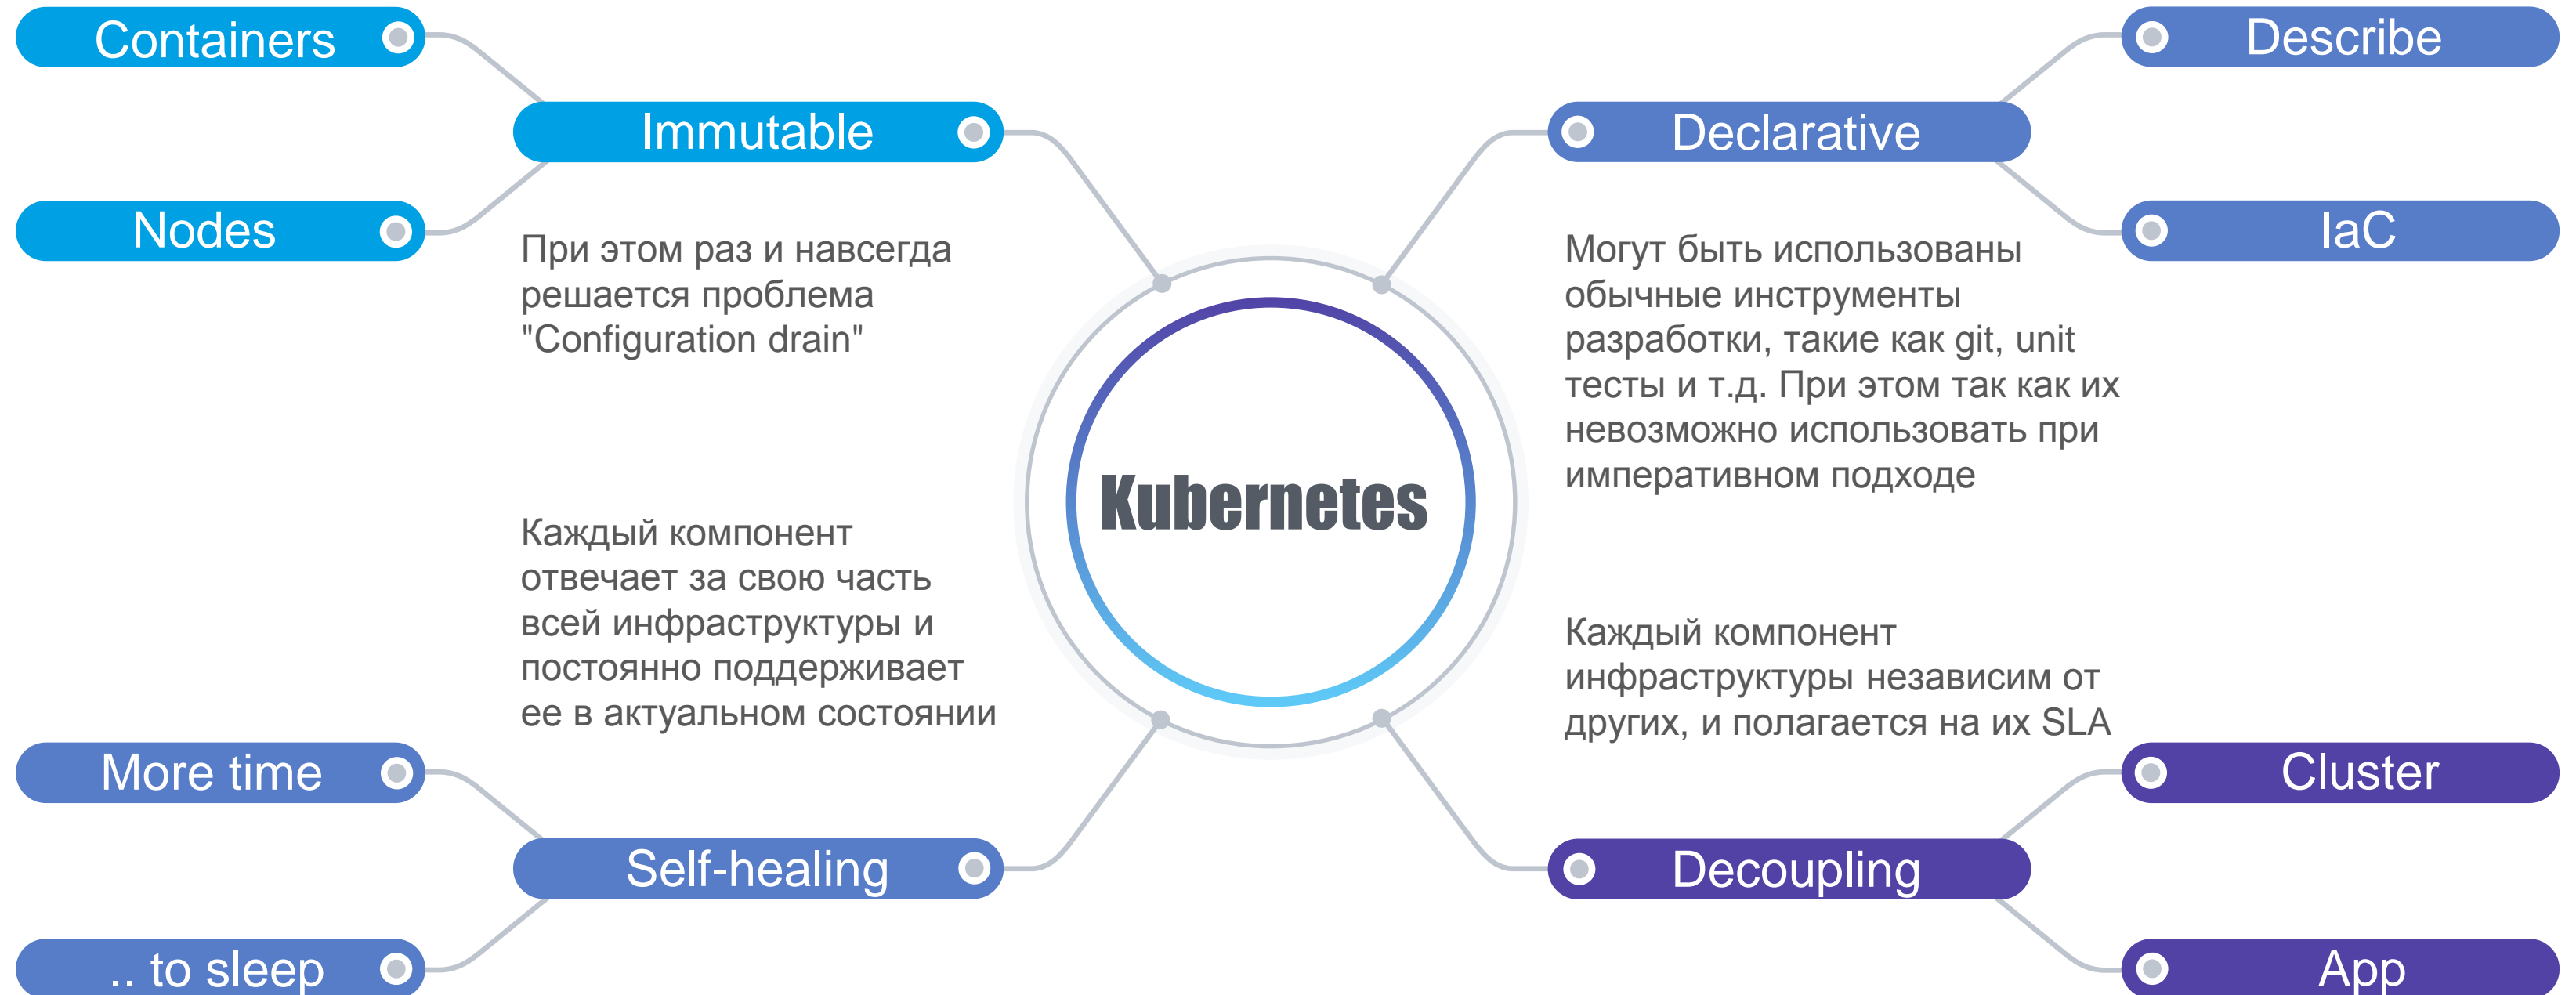 Containers
Immutable
Nodes
При этом раз и навсегда
решается проблема
"Configuration drain"
Describe
Declarative
IaC
Могут быть использованы
обычные инструменты
разработки, такие как git, unit
тесты и т.д. При этом так как их
невозможно использовать при
императивном подходе
Kubernetes
Каждый компонент
отвечает за свою часть
всей инфраструктуры и
постоянно поддерживает
ее в актуальном состоянии
More time
Self-healing
.. to sleep
Каждый компонент
инфраструктуры независим от
других, и полагается на их SLA
Cluster
Decoupling
App